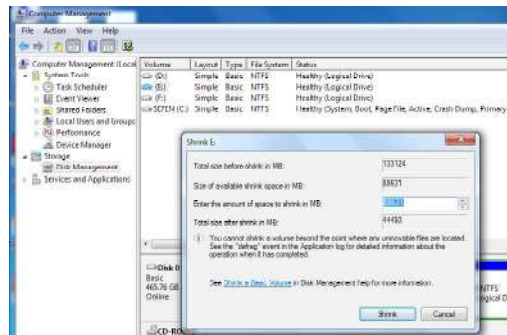 Computer Management
File Action View Help
Computer Management (Local
System Tools
Task Scheduler
Event Viewer
Shared Folders
Local Users and Groups
Performance
Device Manager
Storage
Disk Management
Services and Applications
Volume Layout Type File System Status
(D:) Simple Basic NTFS Healthy (Logical Drive)
(E:) Simple Basic NTFS Healthy (Logical Drive)
(F:) Simple Basic NTFS Healthy (Logical Drive)
(C:) Simple Basic NTFS Healthy (System, Boot, Page File, Active, Crash Dump, Primary
Shrink E:
Total size before shrink in MB: 133124
Size of available shrink space in MB: 88631
Enter the amount of space to shrink in MB:
Total size after shrink in MB: 44493
You cannot shrink a volume beyond the point where any unmovable files are located.
See the "defrag" event in the Application log for detailed information about the
operation when it has completed.
See Shrink a Basic Volume in Disk Management help for more information.
Shrink Cancel
Disk 0
Basic
465.76 GB
Online
NTFS
ogical D
CD-RO